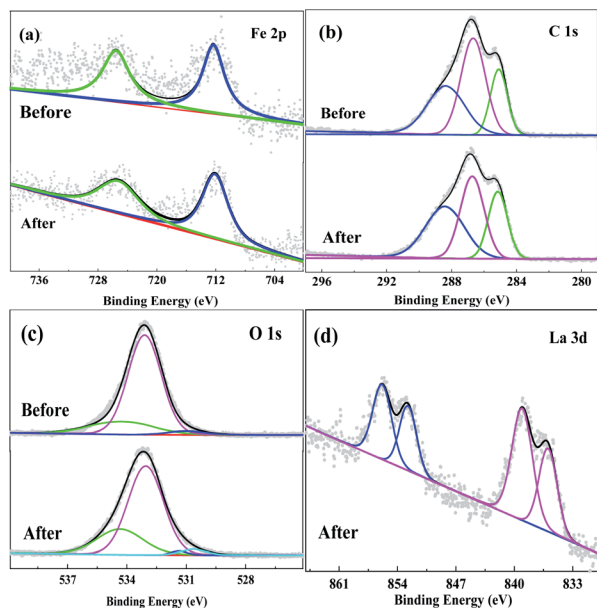 (a)
Fe 2p
Before
After
736 728 720 712 704
Binding Energy (eV)
(b)
C 1s
Before
After
296 292 288 284 280
Binding Energy (eV)
(c)
O 1s
Before
After
537 534 531 528
Binding Energy (eV)
(d)
La 3d
After
861 854 847 840 833
Binding Energy (eV)